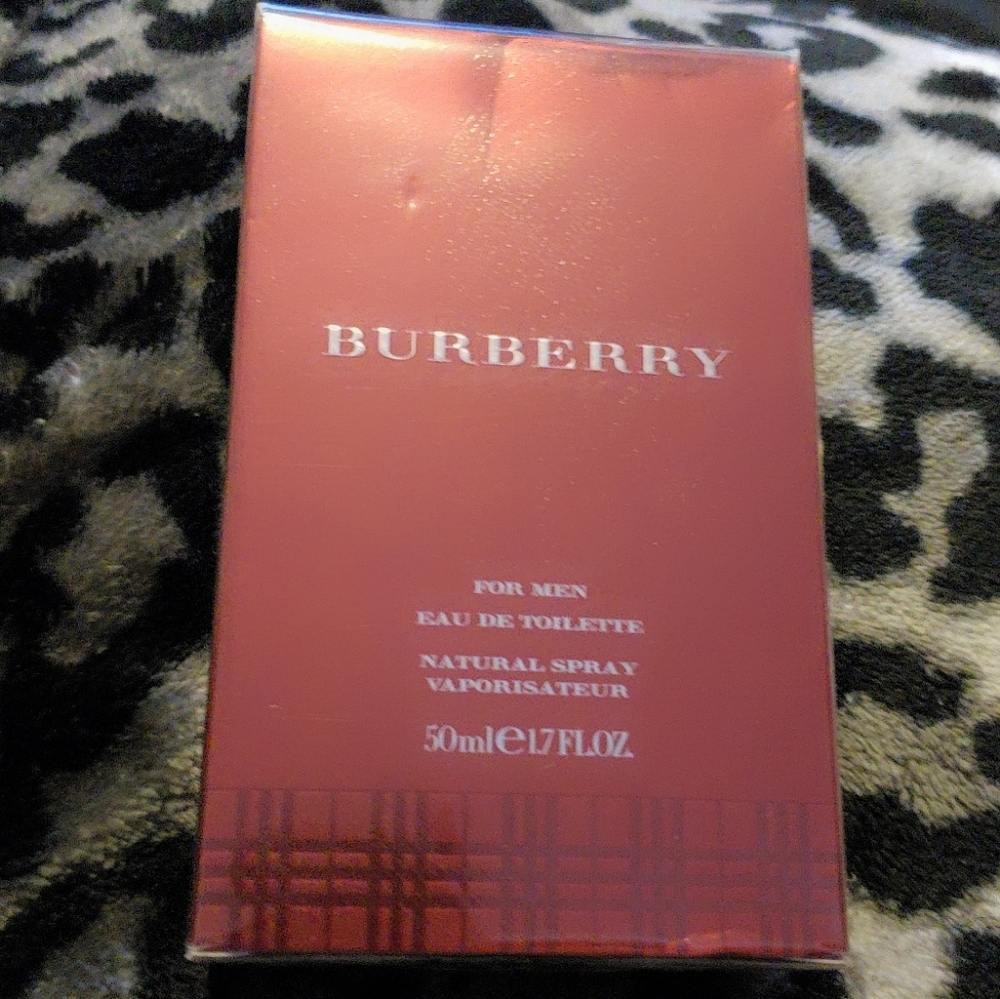 BURBERRY
FOR MEN
EAU DE TOILETTE
NATURAL SPRAY
VAPORISATEUR
50ml e 1.7 FL.OZ.